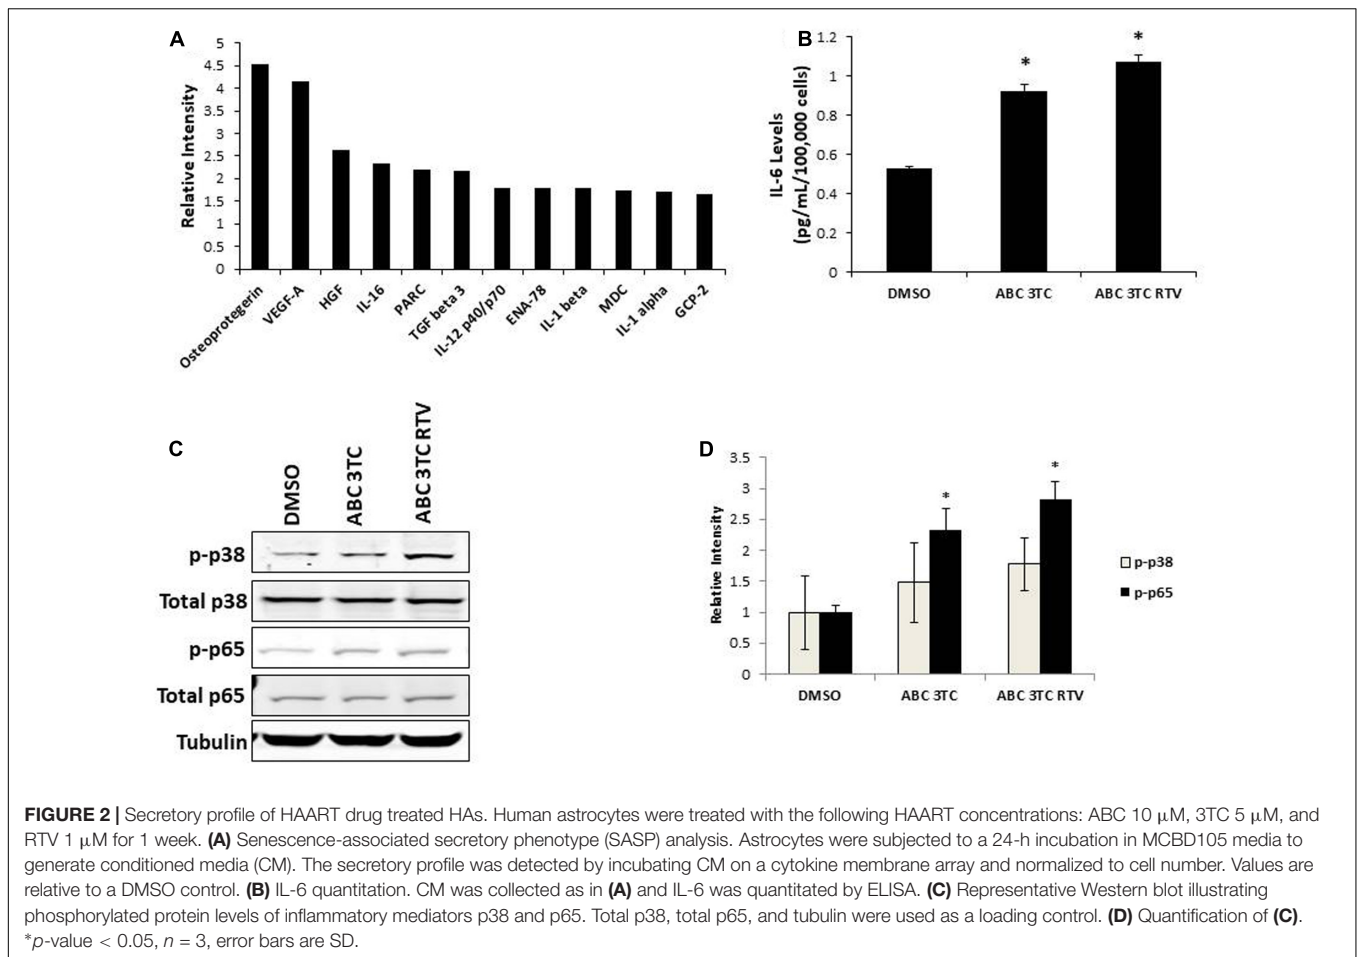 A
5
4.5
4
3.5
3
2.5
2
1.5
1
0.5
0
Relative Intensity
Osteoprotegerin
VEGF-A
HGF
IL-16
PARC
TGF beta 3
IL-12 p40/p70
ENA-78
IL-1 beta
MDC
IL-1 alpha
GCP-2
B
1.2
1
0.8
0.6
0.4
0.2
0
IL-6 Levels
(pg/mL/100,000 cells)
*
*
DMSO
ABC 3TC
ABC 3TC RTV
C
DMSO
ABC 3TC
ABC 3TC RTV
p-p38
Total p38
p-p65
Total p65
Tubulin
D
3.5
3
2.5
2
1.5
1
0.5
0
Relative Intensity
*
*
DMSO
ABC 3TC
ABC 3TC RTV
p-p38
p-p65
FIGURE 2 | Secretory profile of HAART drug treated HAs. Human astrocytes were treated with the following HAART concentrations: ABC 10 μM, 3TC 5 μM, and
RTV 1 μM for 1 week. (A) Senescence-associated secretory phenotype (SASP) analysis. Astrocytes were subjected to a 24-h incubation in MCBD105 media to
generate conditioned media (CM). The secretory profile was detected by incubating CM on a cytokine membrane array and normalized to cell number. Values are
relative to a DMSO control. (B) IL-6 quantitation. CM was collected as in (A) and IL-6 was quantitated by ELISA. (C) Representative Western blot illustrating
phosphorylated protein levels of inflammatory mediators p38 and p65. Total p38, total p65, and tubulin were used as a loading control. (D) Quantification of (C).
*p-value < 0.05, n = 3, error bars are SD.